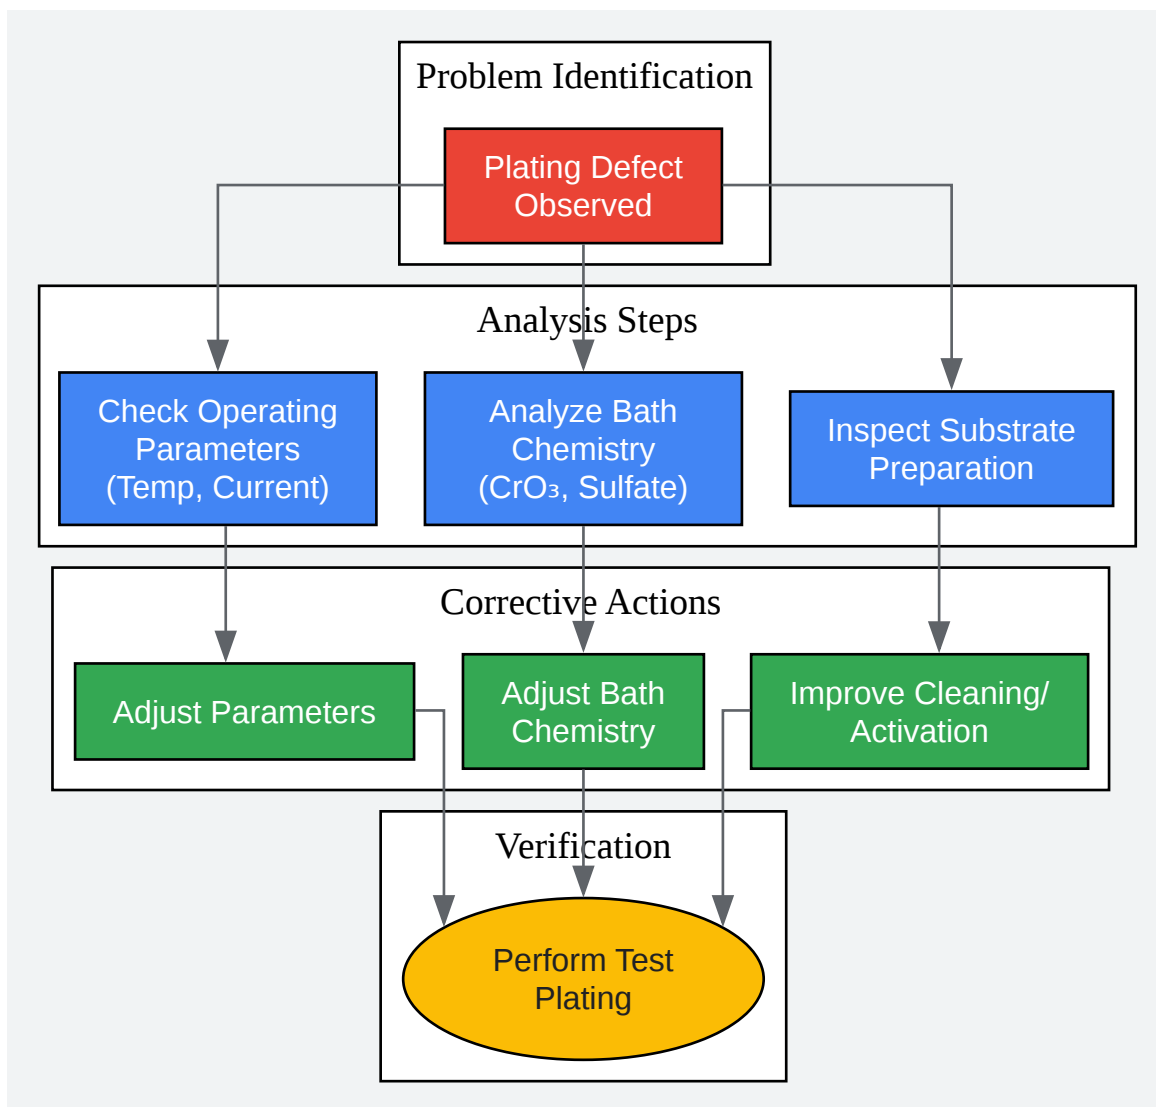 Problem Identification
Plating Defect
Observed
Analysis Steps
Check Operating
Parameters
(Temp, Current)
Analyze Bath
Chemistry
(CrO₃, Sulfate)
Inspect Substrate
Preparation
Corrective Actions
Adjust Parameters
Adjust Bath
Chemistry
Improve Cleaning/
Activation
Verification
Perform Test
Plating